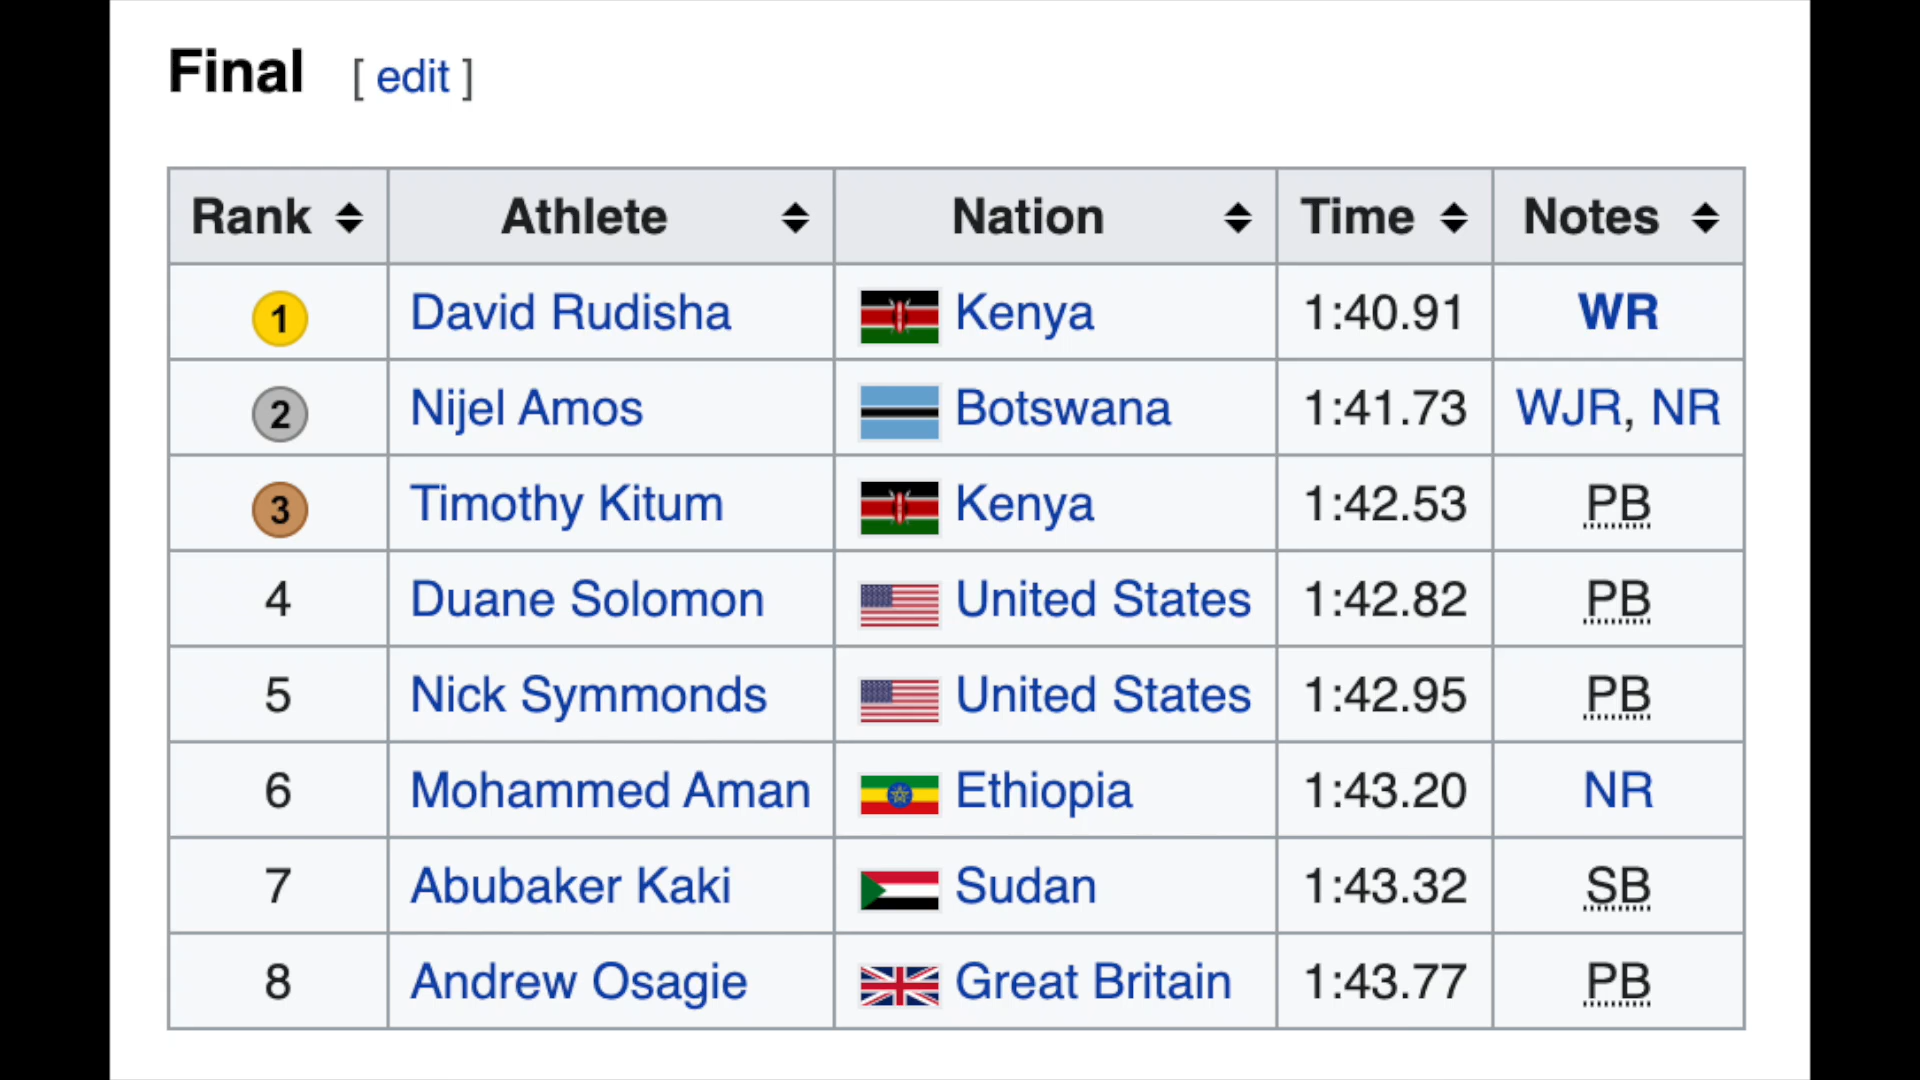 Final [ edit ]
Rank Athlete Nation Time Notes
1 David Rudisha Kenya 1:40.91 WR
2 Nijel Amos Botswana 1:41.73 WJR, NR
3 Timothy Kitum Kenya 1:42.53 PB
4 Duane Solomon United States 1:42.82 PB
5 Nick Symmonds United States 1:42.95 PB
6 Mohammed Aman Ethiopia 1:43.20 NR
7 Abubaker Kaki Sudan 1:43.32 SB
8 Andrew Osagie Great Britain 1:43.77 PB